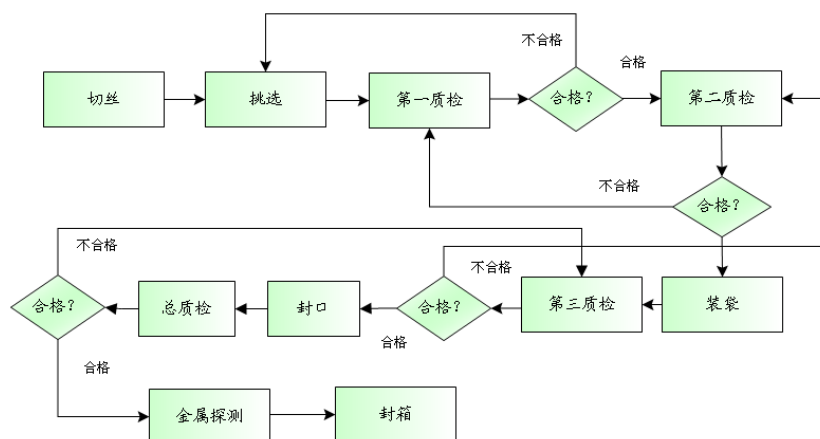 不合格
合格
切丝
挑选
第一质检
合格？
第二质检
不合格
合格？
不合格
不合格
合格？
总质检
封口
合格？
第三质检
装袋
合格
合格
金属探测
封箱